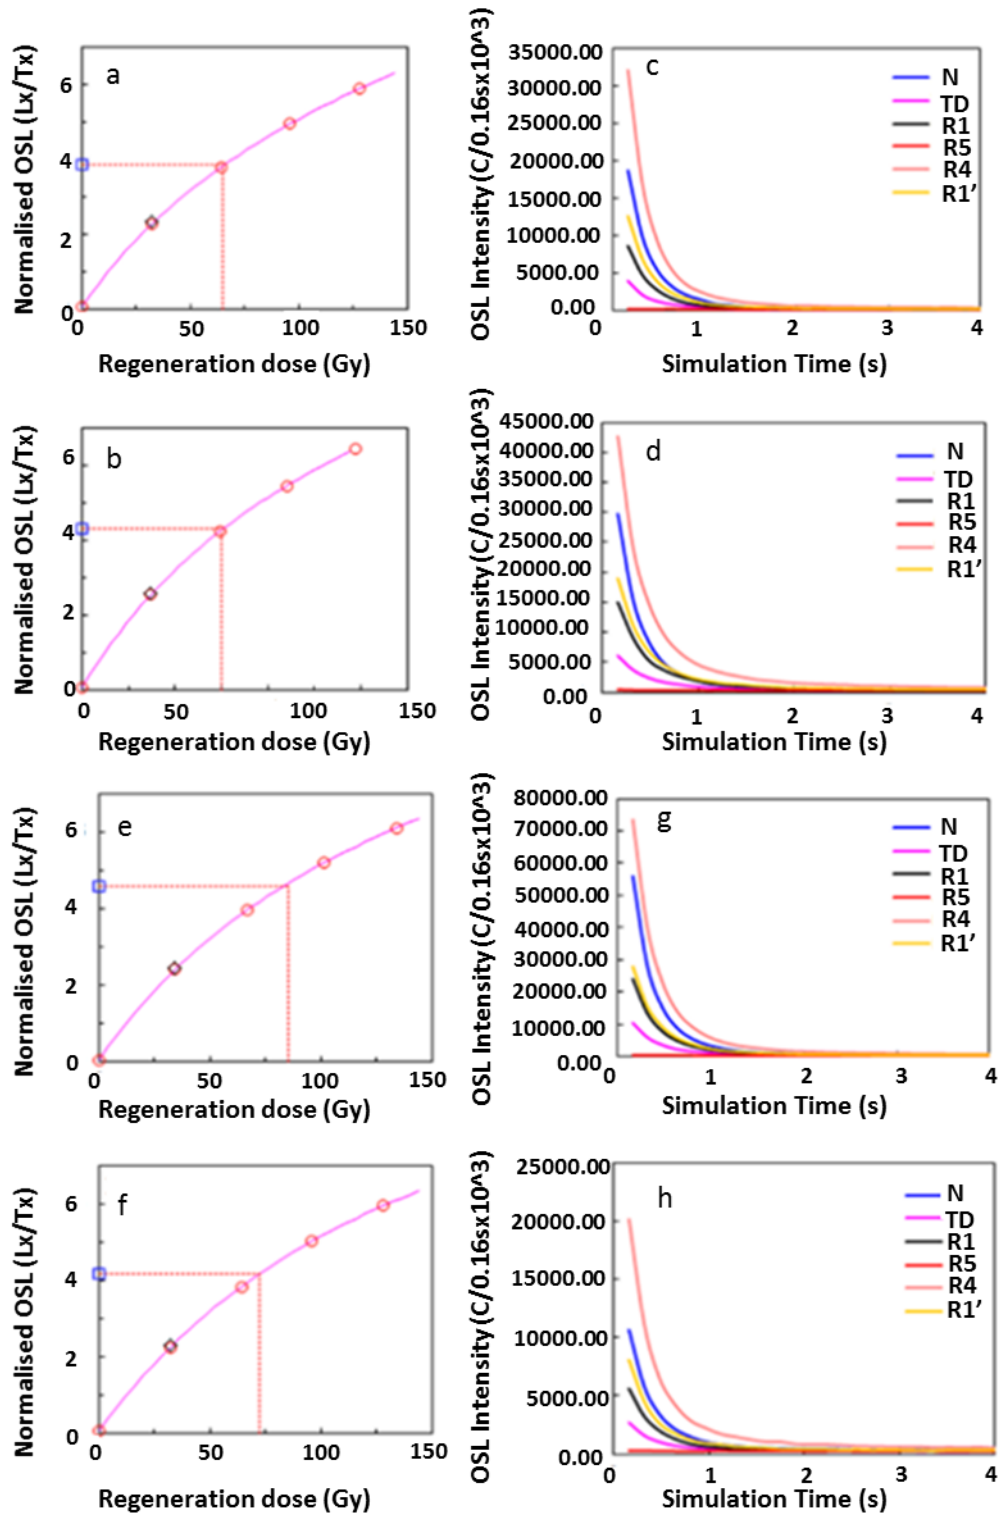 Normalised OSL (Lx/Tx)
a
6
4
2
0
0
50
100
150
Regeneration dose (Gy)
OSL Intensity (C/0.16sx10^3)
c
35000.00
30000.00
25000.00
20000.00
15000.00
10000.00
5000.00
0.00
0
1
2
3
4
Simulation Time (s)
N
TD
R1
R5
R4
R1’
Normalised OSL (Lx/Tx)
b
6
4
2
0
0
50
100
150
Regeneration dose (Gy)
OSL Intensity (C/0.16sx10^3)
d
45000.00
40000.00
35000.00
30000.00
25000.00
20000.00
15000.00
10000.00
5000.00
0.00
0
1
2
3
4
Simulation Time (s)
N
TD
R1
R5
R4
R1’
Normalised OSL (Lx/Tx)
e
6
4
2
0
0
50
100
150
Regeneration dose (Gy)
OSL Intensity (C/0.16sx10^3)
g
80000.00
70000.00
60000.00
50000.00
40000.00
30000.00
20000.00
10000.00
0.00
0
1
2
3
4
Simulation Time (s)
N
TD
R1
R5
R4
R1’
Normalised OSL (Lx/Tx)
f
6
4
2
0
0
50
100
150
Regeneration dose (Gy)
OSL Intensity (C/0.16sx10^3)
h
25000.00
20000.00
15000.00
10000.00
5000.00
0.00
0
1
2
3
4
Simulation Time (s)
N
TD
R1
R5
R4
R1’